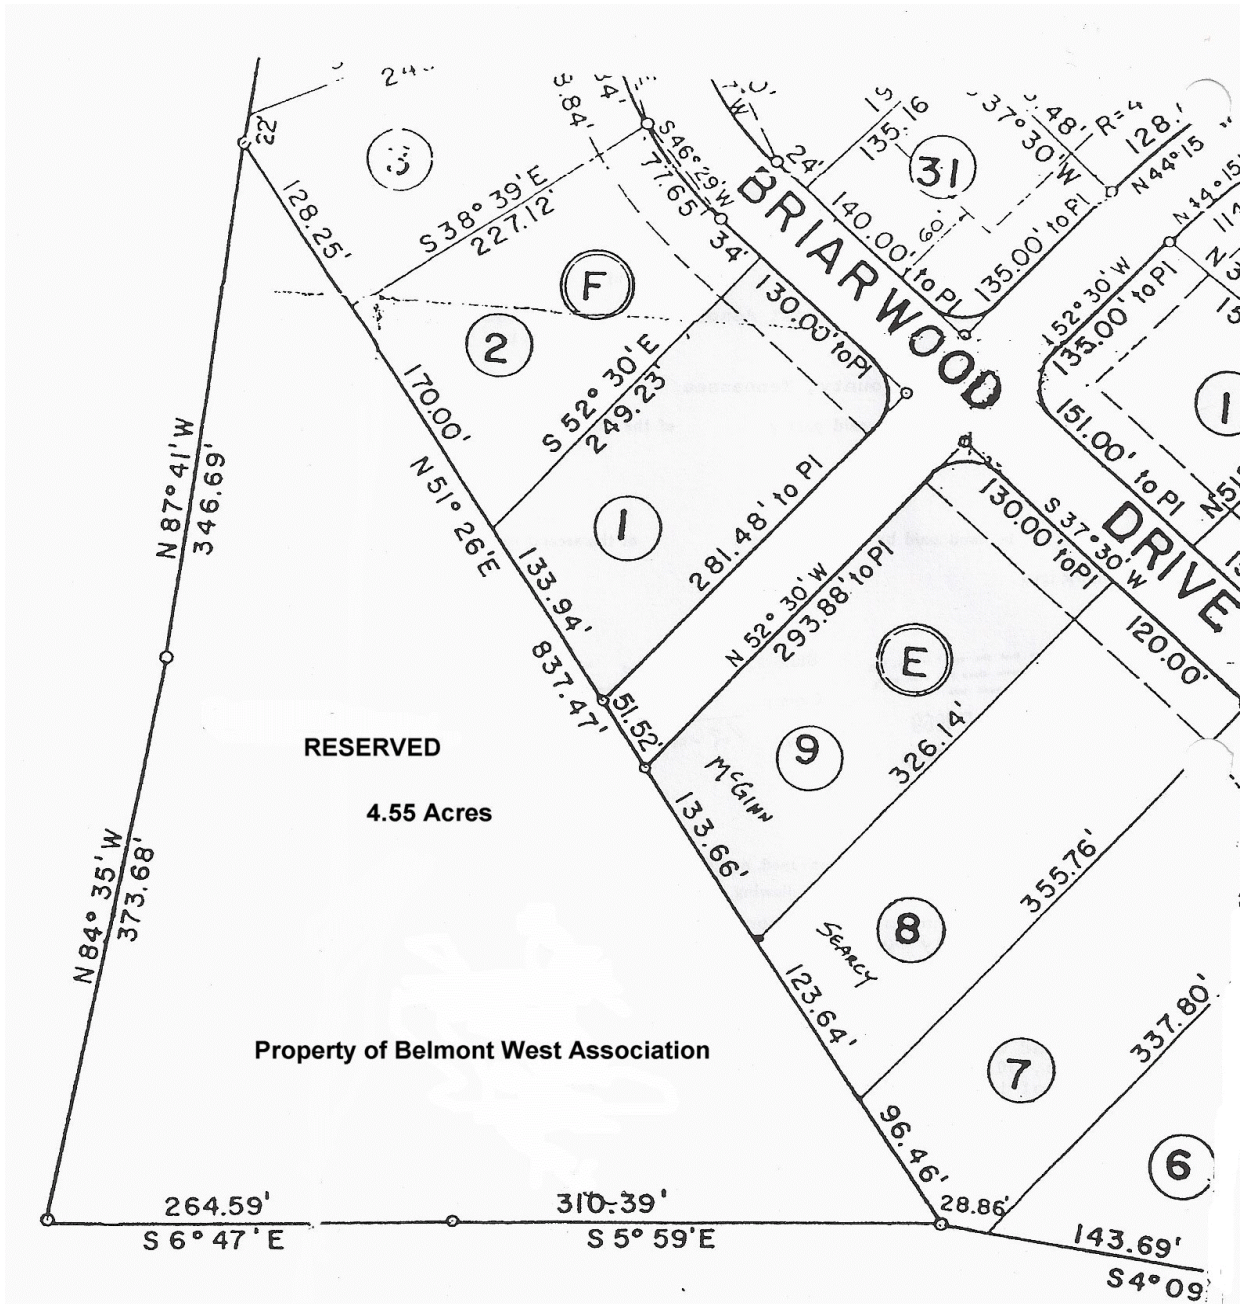 22'
128.25'
3
S 38° 39' E
227.12'
S 46° 29' W
77.65
34'
24'
135.16
31
37° 30' W
R=4
128.
N 44° 15
140.00' to PI
60'
135.00' to PI
BRIARWOOD
DRIVE
F
2
130.00' to PI
S 52° 30' E
249.23'
170.00'
N 51° 26' E
1
281.48' to PI
133.94'
837.47'
51.52'
N 87° 41' W
346.69'
152° 30' W
135.00' to PI
151.00' to PI
1
S 37° 30' W
130.00' to PI
120.00'
N 52° 30' W
293.88' to PI
E
9
McGINN
326.14'
133.66'
RESERVED
4.55 Acres
N 84° 35' W
373.68'
8
SEARCY
355.76'
123.64'
Property of Belmont West Association
7
337.80'
96.46'
6
264.59'
S 6° 47' E
310.39'
S 5° 59' E
28.86'
143.69'
S 4° 09